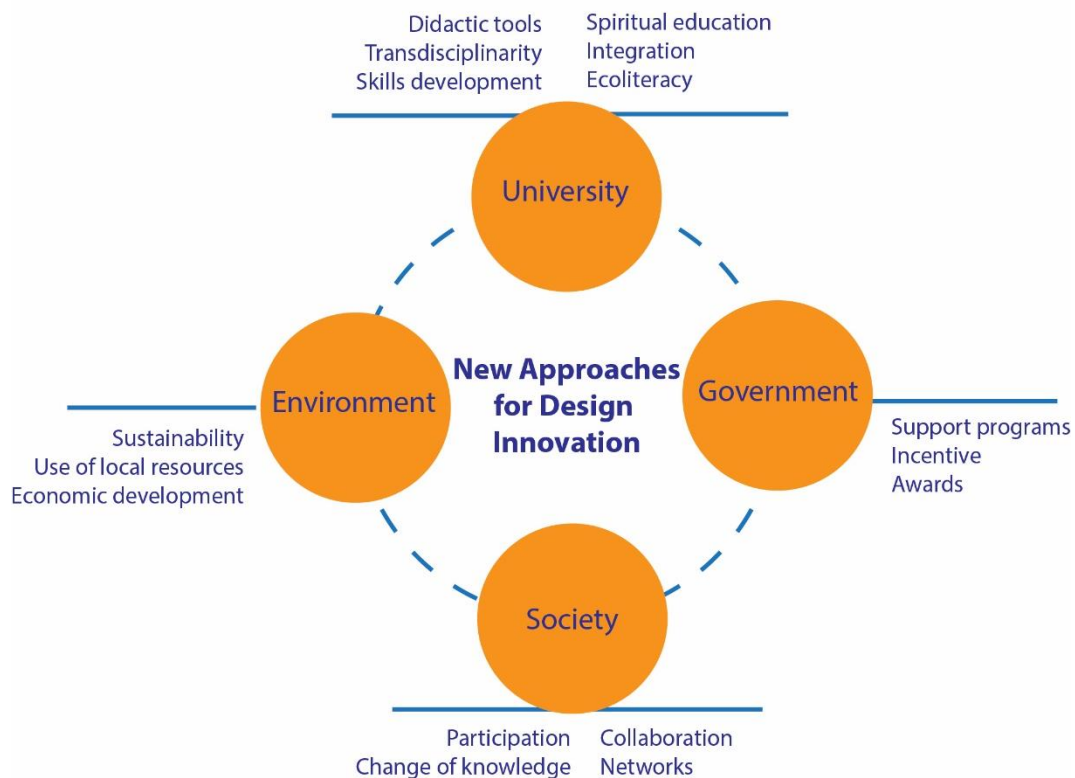 Didactic tools
Transdisciplinarity
Skills development
Spiritual education
Integration
Ecoliteracy
University
New Approaches
for Design
Innovation
Environment
Government
Sustainability
Use of local resources
Economic development
Support programs
Incentive
Awards
Society
Participation
Change of knowledge
Collaboration
Networks